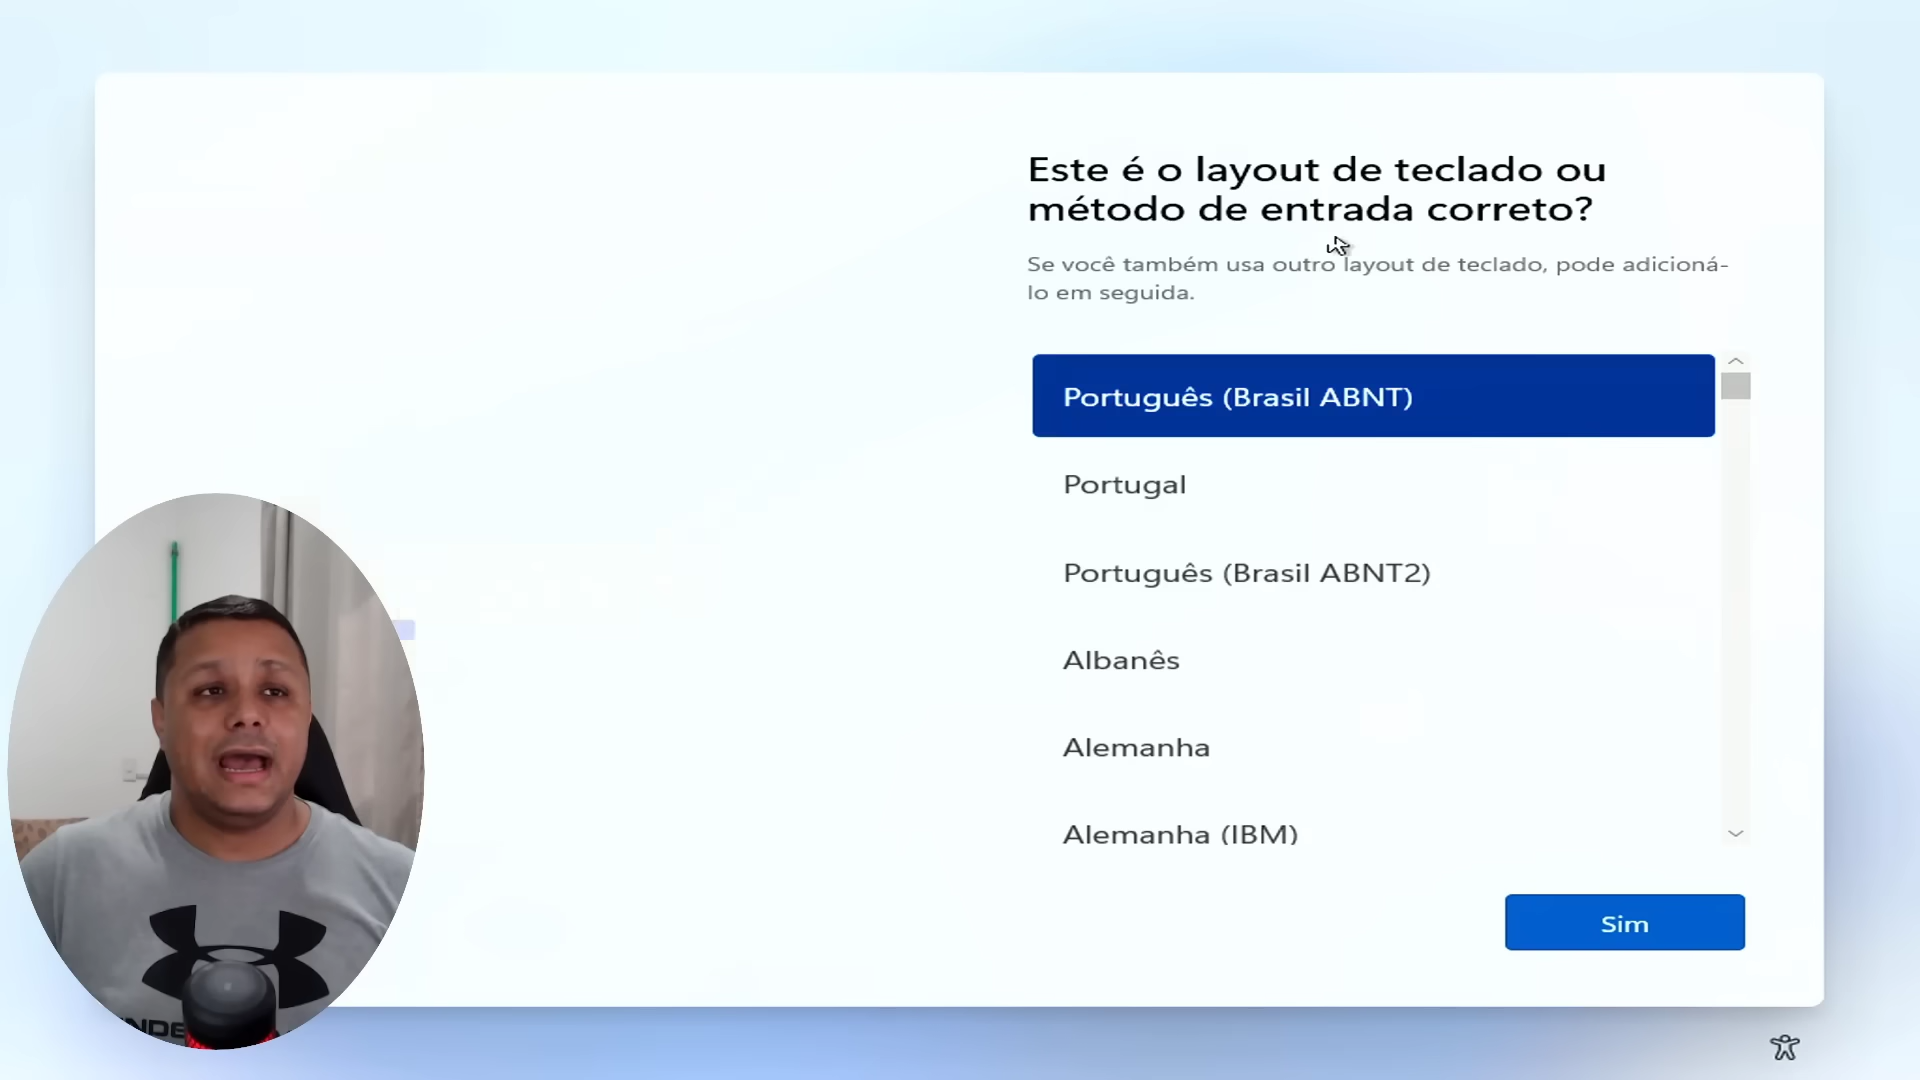 Este é o layout de teclado ou
método de entrada correto?
Se você também usa outro layout de teclado, pode adicioná-
lo em seguida.
Português (Brasil ABNT)
Portugal
Português (Brasil ABNT2)
Albanês
Alemanha
Alemanha (IBM)
Sim